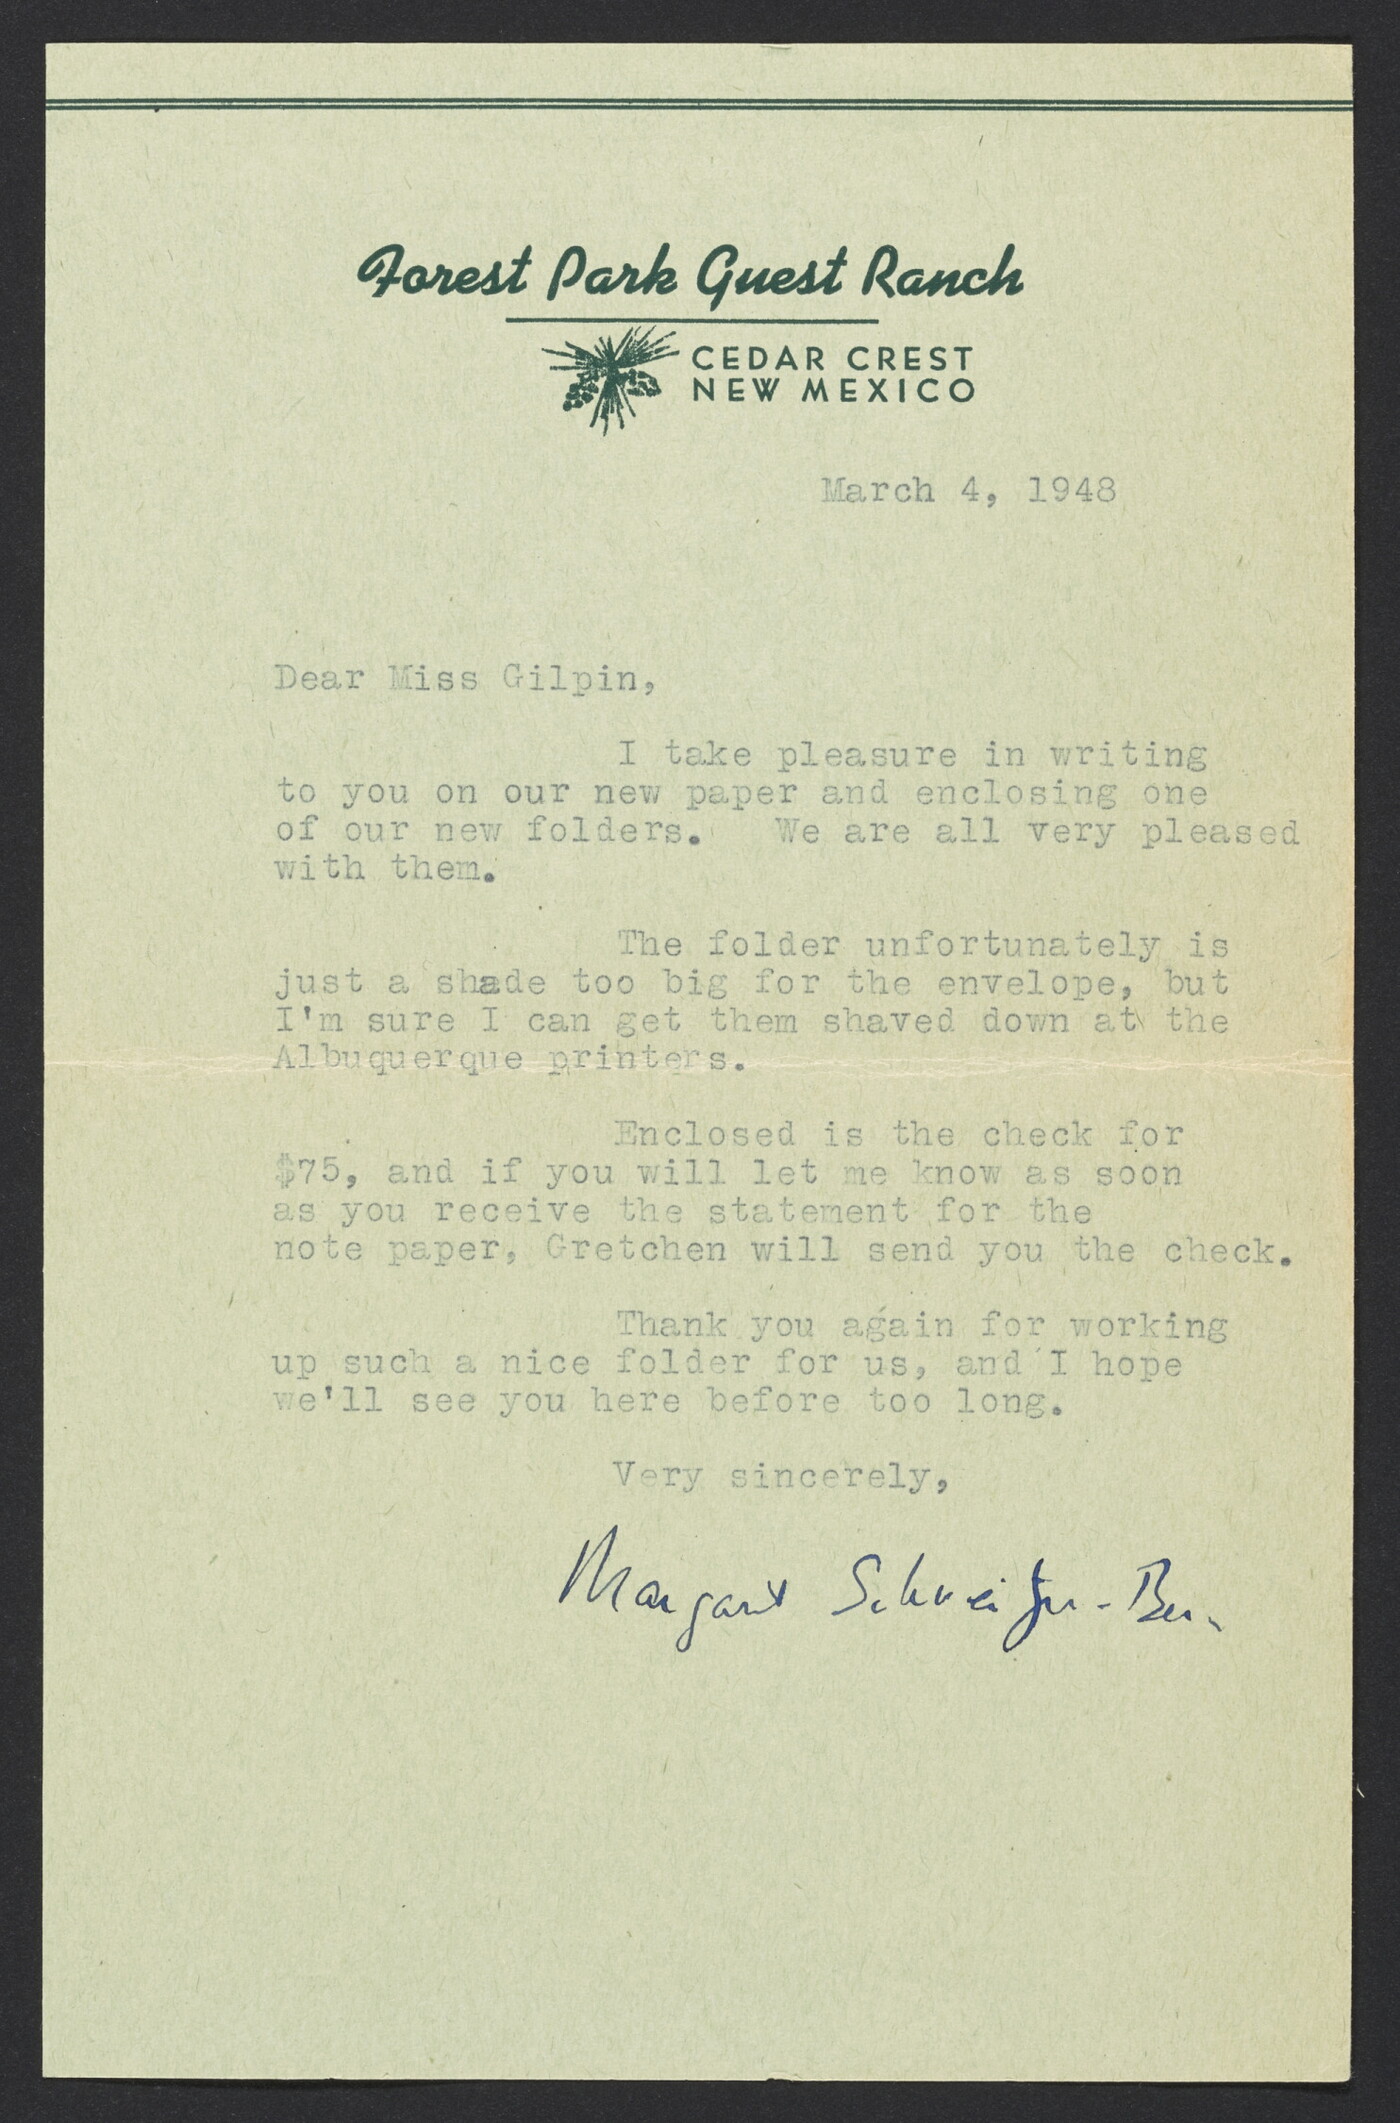 Forest Park Guest Ranch
CEDAR CREST
NEW MEXICO
March 4, 1948
Dear Miss Gilpin,
I take pleasure in writing
to you on our new paper and enclosing one
of our new folders. We are all very pleased
with them.
The folder unfortunately is
just a shade too big for the envelope, but
I'm sure I can get them shaved down at the
Albuquerque printers.
Enclosed is the check for
$75, and if you will let me know as soon
as you receive the statement for the
note paper, Gretchen will send you the check.
Thank you again for working
up such a nice folder for us, and I hope
we'll see you here before too long.
Very sincerely,